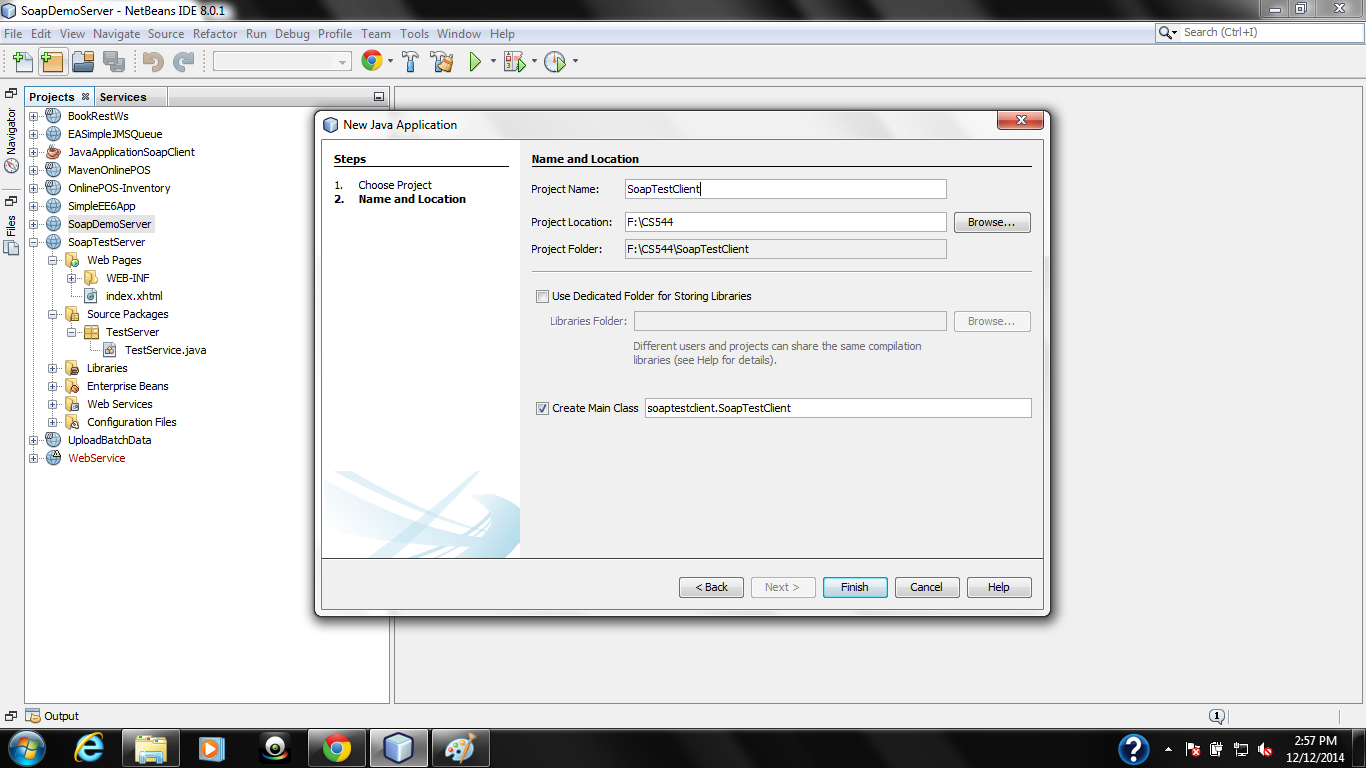 SoapDemoServer - NetBeans IDE 8.0.1
File Edit View Navigate Source Refactor Run Debug Profile Team Tools Window Help
Search (Ctrl+I)
Projects Services
Navigator
Files
BookRestWs
EASimpleJMSQueue
JavaApplicationSoapClient
MavenOnlinePOS
OnlinePOS-Inventory
SimpleEE6App
SoapDemoServer
SoapTestServer
Web Pages
WEB-INF
index.xhtml
Source Packages
TestServer
TestService.java
Libraries
Enterprise Beans
Web Services
Configuration Files
UploadBatchData
WebService
New Java Application
Steps
1. Choose Project
2. Name and Location
Name and Location
Project Name: SoapTestClient
Project Location: F:\CS544 Browse...
Project Folder: F:\CS544\SoapTestClient
Use Dedicated Folder for Storing Libraries
Libraries Folder: Browse...
Different users and projects can share the same compilation
libraries (see Help for details).
Create Main Class soaptestclient.SoapTestClient
< Back Next > Finish Cancel Help
Output
1
2:57 PM
12/12/2014